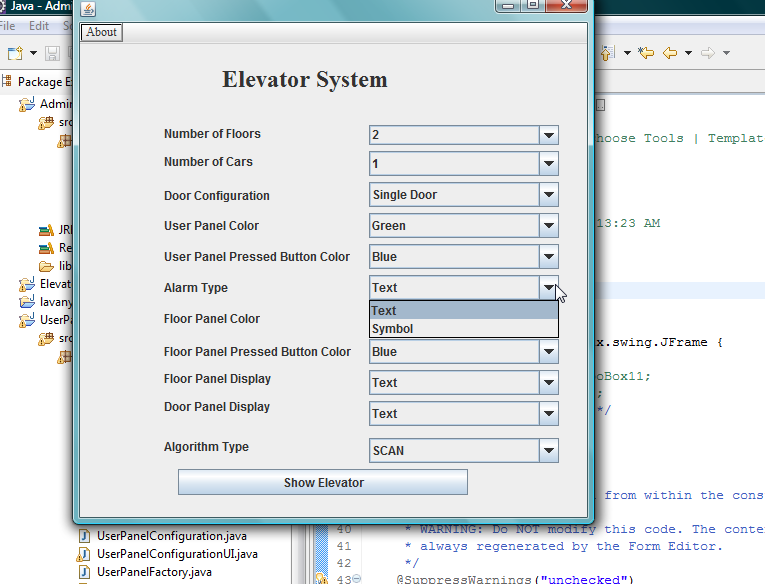 Java - Admi
File Edit
About
Package E
Elevator System
Admin
src
hoose Tools | Templat
Number of Floors 2
Number of Cars 1
Door Configuration Single Door
User Panel Color Green
13:23 AM
JR
Re
User Panel Pressed Button Color Blue
lib
Elevat
Alarm Type Text
lavany
Text
Floor Panel Color
UserPa
Symbol
src
x.swing.JFrame {
Floor Panel Pressed Button Color Blue
oBox11;
Floor Panel Display Text
;
Door Panel Display Text
*/
Algorithm Type SCAN
Show Elevator
from within the cons
UserPanelConfiguration.java
40 * WARNING: Do NOT modify this code. The conte
UserPanelConfigurationUI.java
41 * always regenerated by the Form Editor.
42 */
UserPanelFactory.java
43 @SuppressWarnings("unchecked")